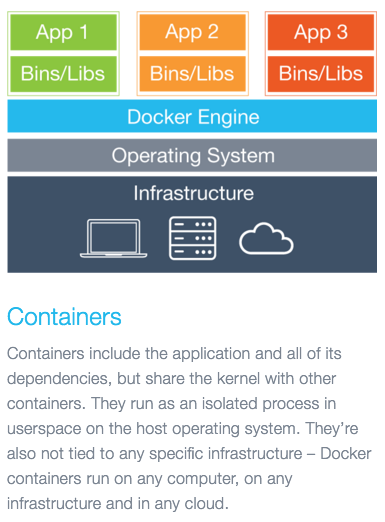 App 1
App 2
App 3
Bins/Libs
Bins/Libs
Bins/Libs
Docker Engine
Operating System
Infrastructure
Containers
Containers include the application and all of its
dependencies, but share the kernel with other
containers. They run as an isolated process in
userspace on the host operating system. They’re
also not tied to any specific infrastructure – Docker
containers run on any computer, on any
infrastructure and in any cloud.